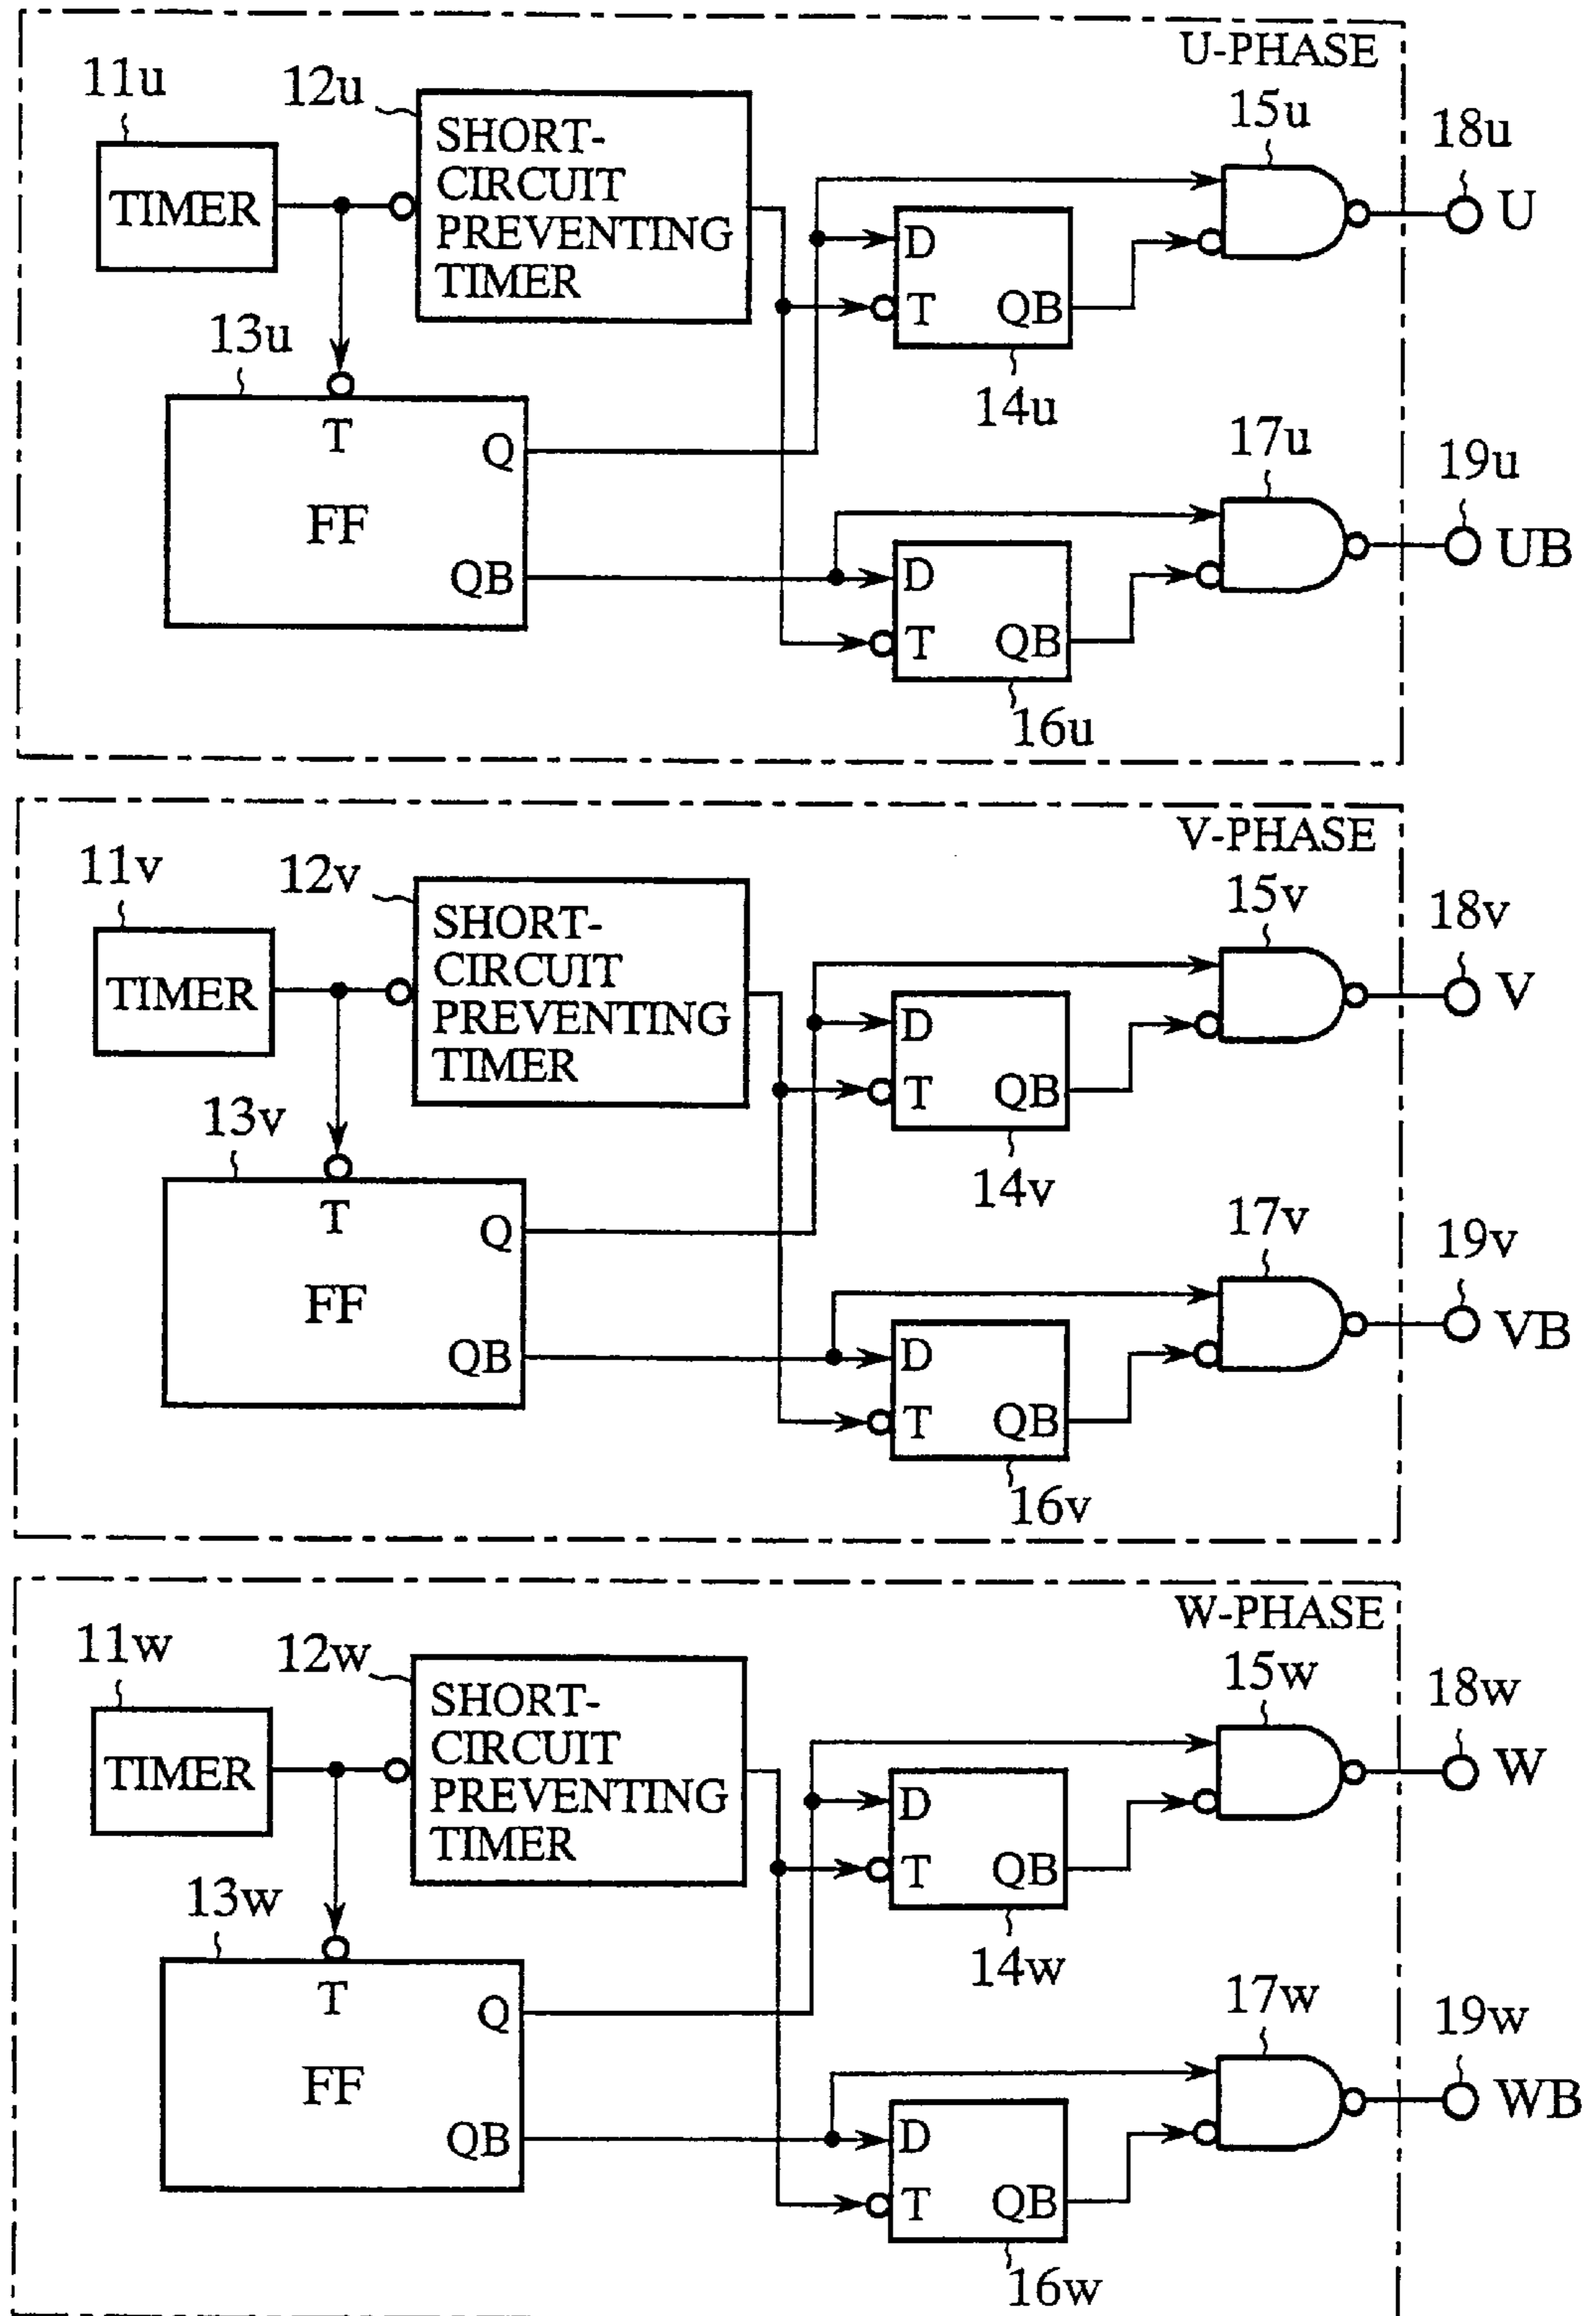 U-PHASE
11u
12u
SHORT-
CIRCUIT
PREVENTING
TIMER
TIMER
15u
18u
U
D
T
QB
14u
13u
T
Q
FF
QB
17u
19u
UB
D
T
QB
16u
V-PHASE
11v
12v
SHORT-
CIRCUIT
PREVENTING
TIMER
TIMER
15v
18v
V
D
T
QB
14v
13v
T
Q
FF
QB
17v
19v
VB
D
T
QB
16v
W-PHASE
11w
12w
SHORT-
CIRCUIT
PREVENTING
TIMER
TIMER
15w
18w
W
D
T
QB
14w
13w
T
Q
FF
QB
17w
19w
WB
D
T
QB
16w